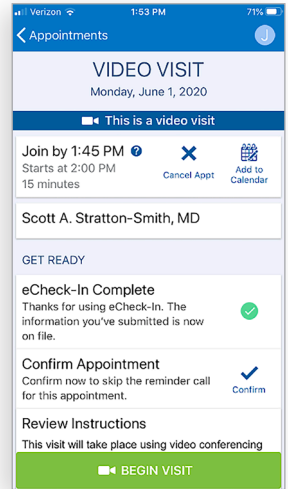 Verizon 1:53 PM 71%
Appointments J
VIDEO VISIT
Monday, June 1, 2020
This is a video visit
Join by 1:45 PM ?
Starts at 2:00 PM
15 minutes
Cancel Appt
Add to
Calendar
Scott A. Stratton-Smith, MD
GET READY
eCheck-In Complete
Thanks for using eCheck-In. The
information you've submitted is now
on file.
Confirm Appointment
Confirm now to skip the reminder call
for this appointment.
Confirm
Review Instructions
This visit will take place using video conferencing
BEGIN VISIT